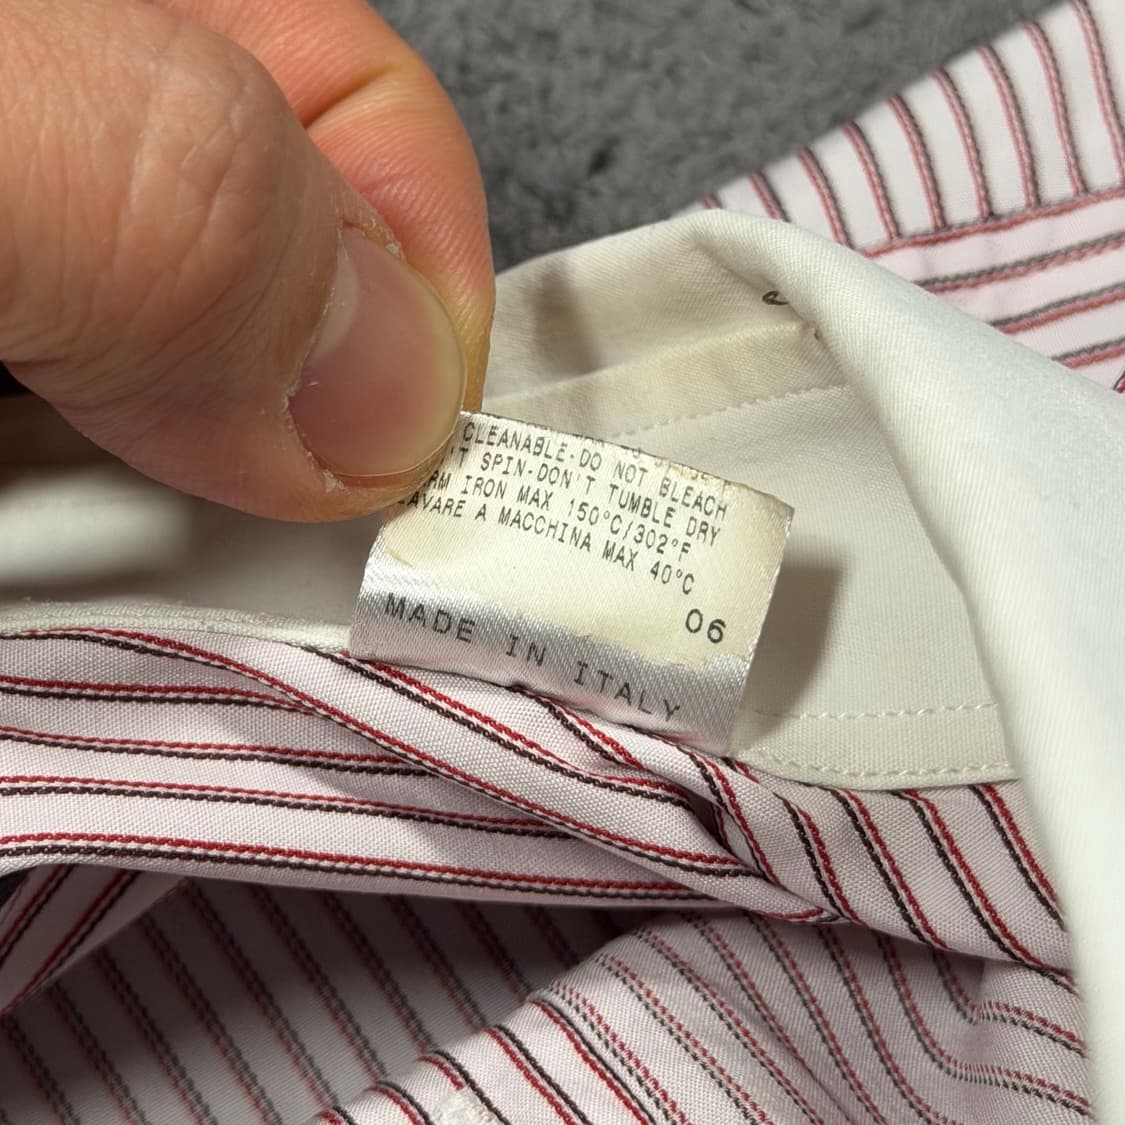 CLEANABLE-DO NOT BLEACH
'T SPIN-DON'T TUMBLE DRY
RM IRON MAX 150°C/302°F
LAVARE A MACCHINA MAX 40°C
06
MADE IN ITALY